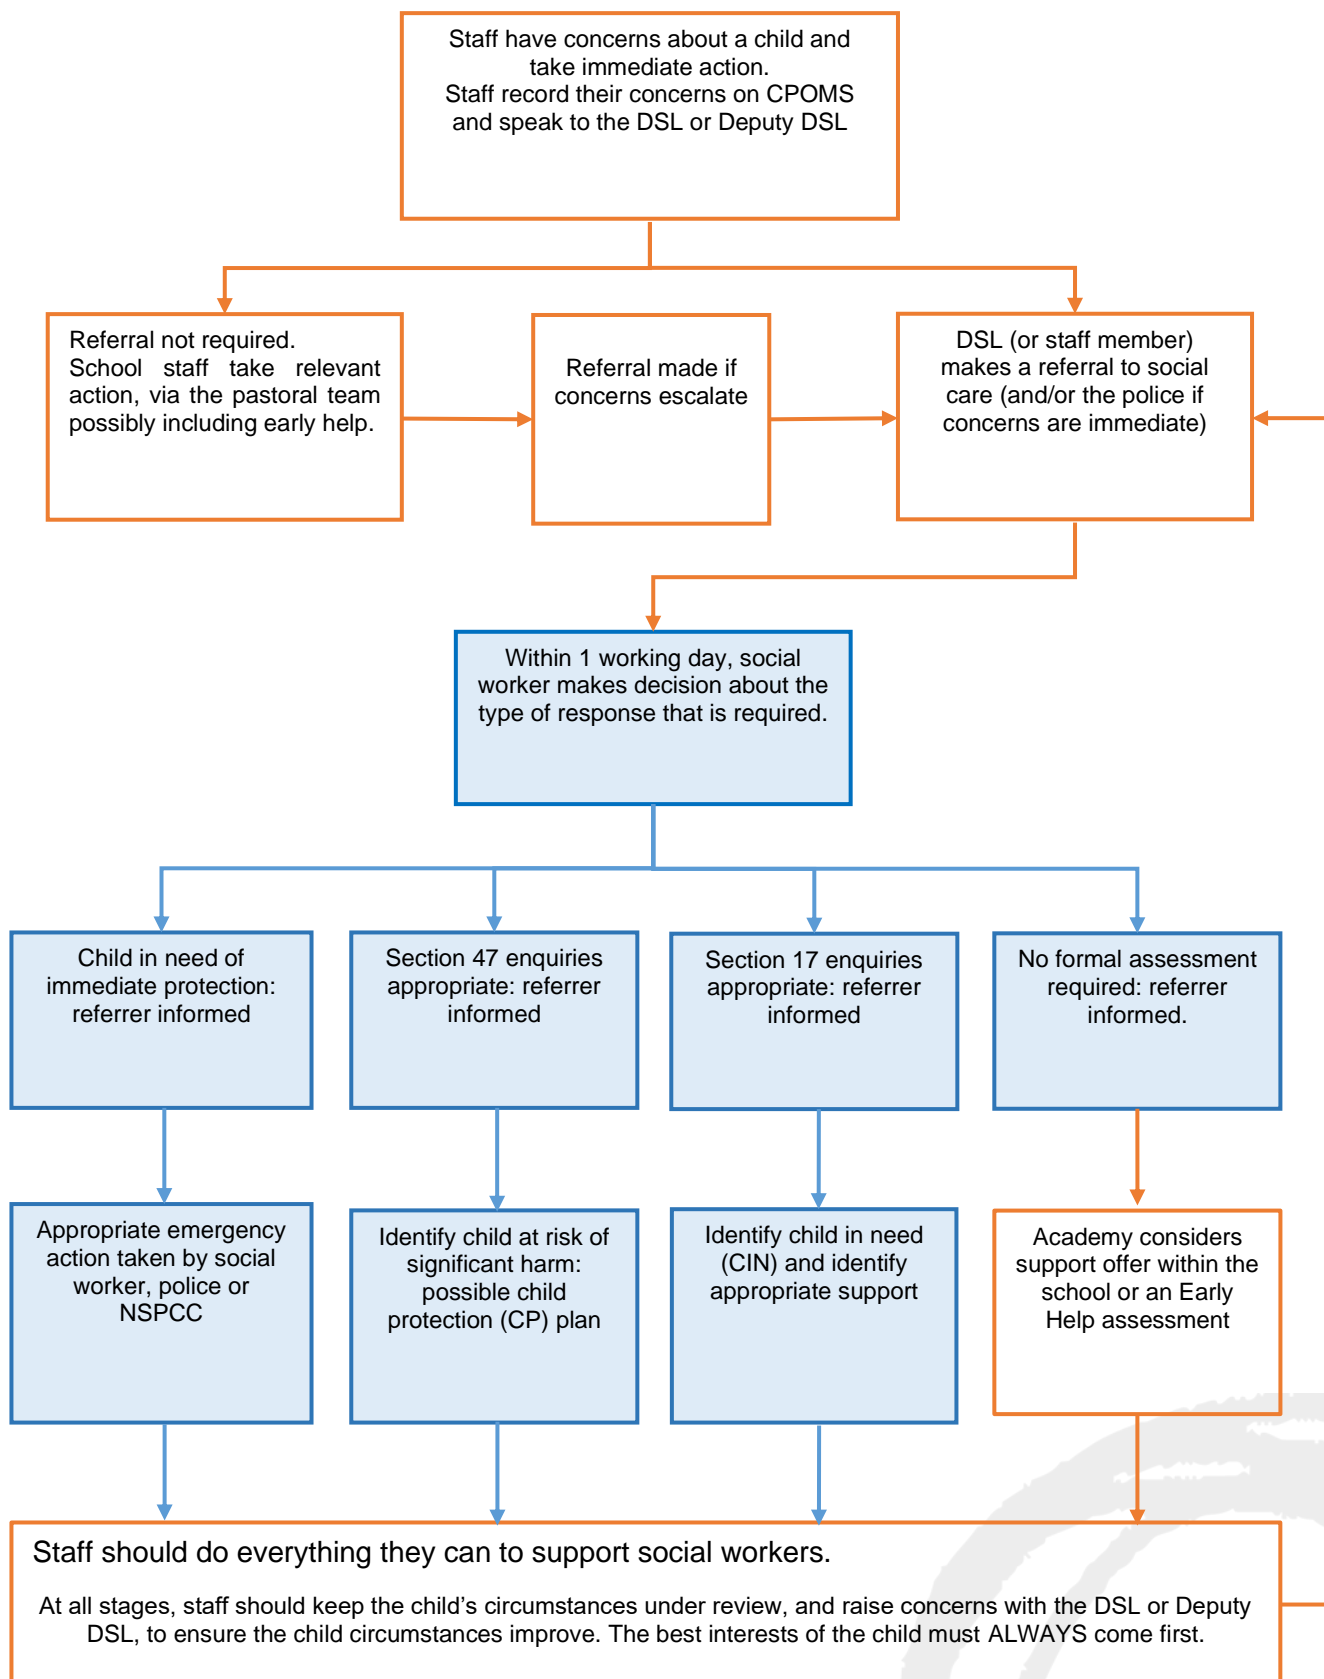 Staff have concerns about a child and
take immediate action.
Staff record their concerns on CPOMS
and speak to the DSL or Deputy DSL
Referral not required.
School staff take relevant
action, via the pastoral team
possibly including early help.
Referral made if
concerns escalate
DSL (or staff member)
makes a referral to social
care (and/or the police if
concerns are immediate)
Within 1 working day, social
worker makes decision about the
type of response that is required.
Child in need of
immediate protection:
referrer informed
Section 47 enquiries
appropriate: referrer
informed
Section 17 enquiries
appropriate: referrer
informed
No formal assessment
required: referrer
informed.
Appropriate emergency
action taken by social
worker, police or
NSPCC
Identify child at risk of
significant harm:
possible child
protection (CP) plan
Identify child in need
(CIN) and identify
appropriate support
Academy considers
support offer within the
school or an Early
Help assessment
Staff should do everything they can to support social workers.
At all stages, staff should keep the child’s circumstances under review, and raise concerns with the DSL or Deputy
DSL, to ensure the child circumstances improve. The best interests of the child must ALWAYS come first.